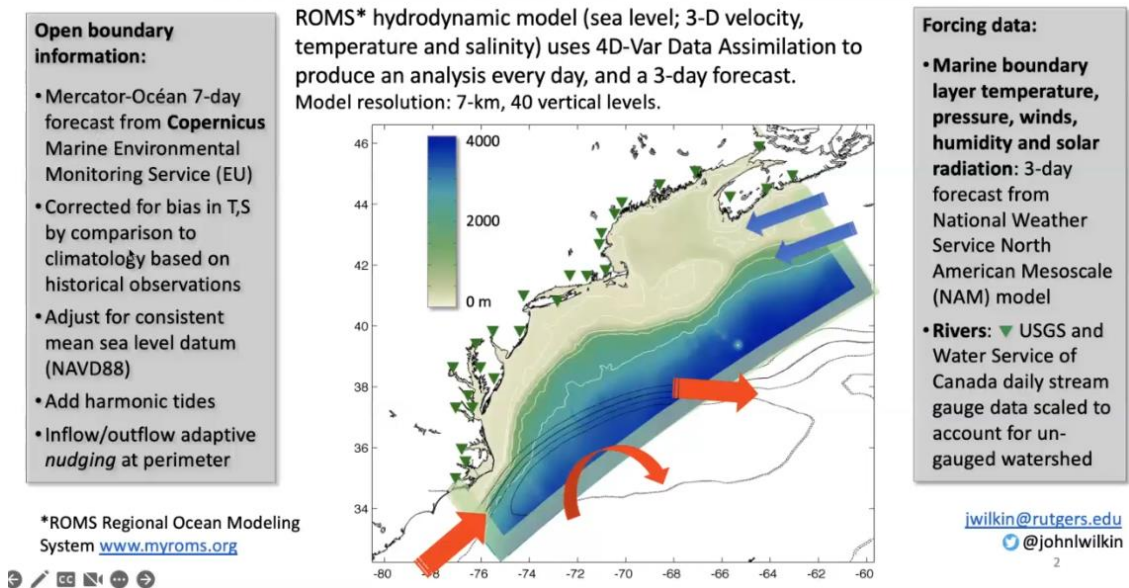 Open boundary
information:
• Mercator-Océan 7-day
forecast from Copernicus
Marine Environmental
Monitoring Service (EU)
• Corrected for bias in T,S
by comparison to
climatology based on
historical observations
• Adjust for consistent
mean sea level datum
(NAVD88)
• Add harmonic tides
• Inflow/outflow adaptive
nudging at perimeter
*ROMS Regional Ocean Modeling
System www.myroms.org
ROMS* hydrodynamic model (sea level; 3-D velocity,
temperature and salinity) uses 4D-Var Data Assimilation to
produce an analysis every day, and a 3-day forecast.
Model resolution: 7-km, 40 vertical levels.
46
44
42
40
38
36
34
4000
2000
0 m
-80 -78 -76 -75 -72 -70 -68 -66 -64 -62
Forcing data:
• Marine boundary
layer temperature,
pressure, winds,
humidity and solar
radiation: 3-day
forecast from
National Weather
Service North
American Mesoscale
(NAM) model
• Rivers: ▼ USGS and
Water Service of
Canada daily stream
gauge data scaled to
account for un-
gauged watershed
jwilkin@rutgers.edu
@johnlwilkin
2
CC